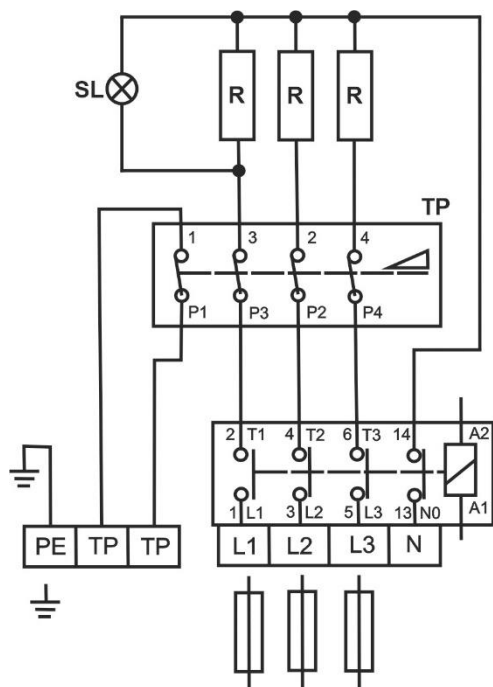 SL
R R R
TP
1 3 2 4
P1 P3 P2 P4
2 T1 4 T2 6 T3 14 A2
1 L1 3 L2 5 L3 13 N0 A1
PE TP TP
L1 L2 L3 N